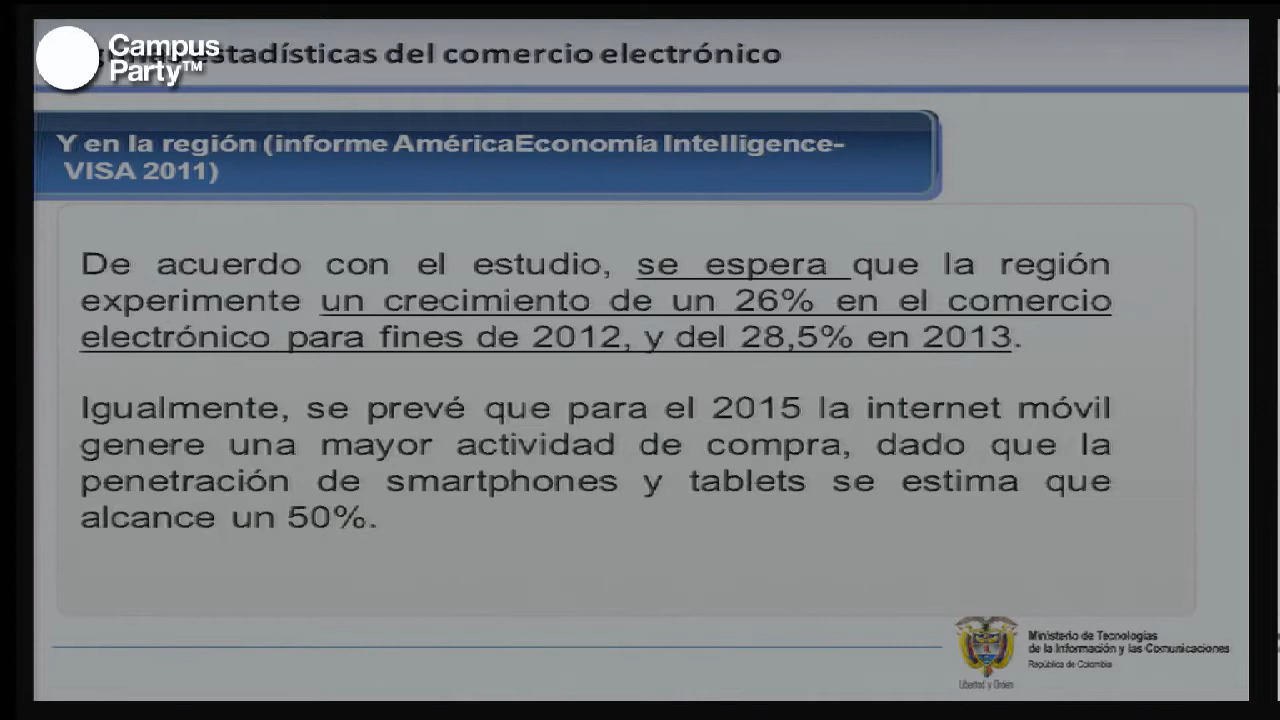 Campus
Party™
estadísticas del comercio electrónico
Y en la región (informe AméricaEconomía Intelligence-
VISA 2011)
De acuerdo con el estudio, se espera que la región
experimente un crecimiento de un 26% en el comercio
electrónico para fines de 2012, y del 28,5% en 2013.
Igualmente, se prevé que para el 2015 la internet móvil
genere una mayor actividad de compra, dado que la
penetración de smartphones y tablets se estima que
alcance un 50%.
Ministerio de Tecnologías
de la Información y las Comunicaciones
República de Colombia
Libertad y Orden